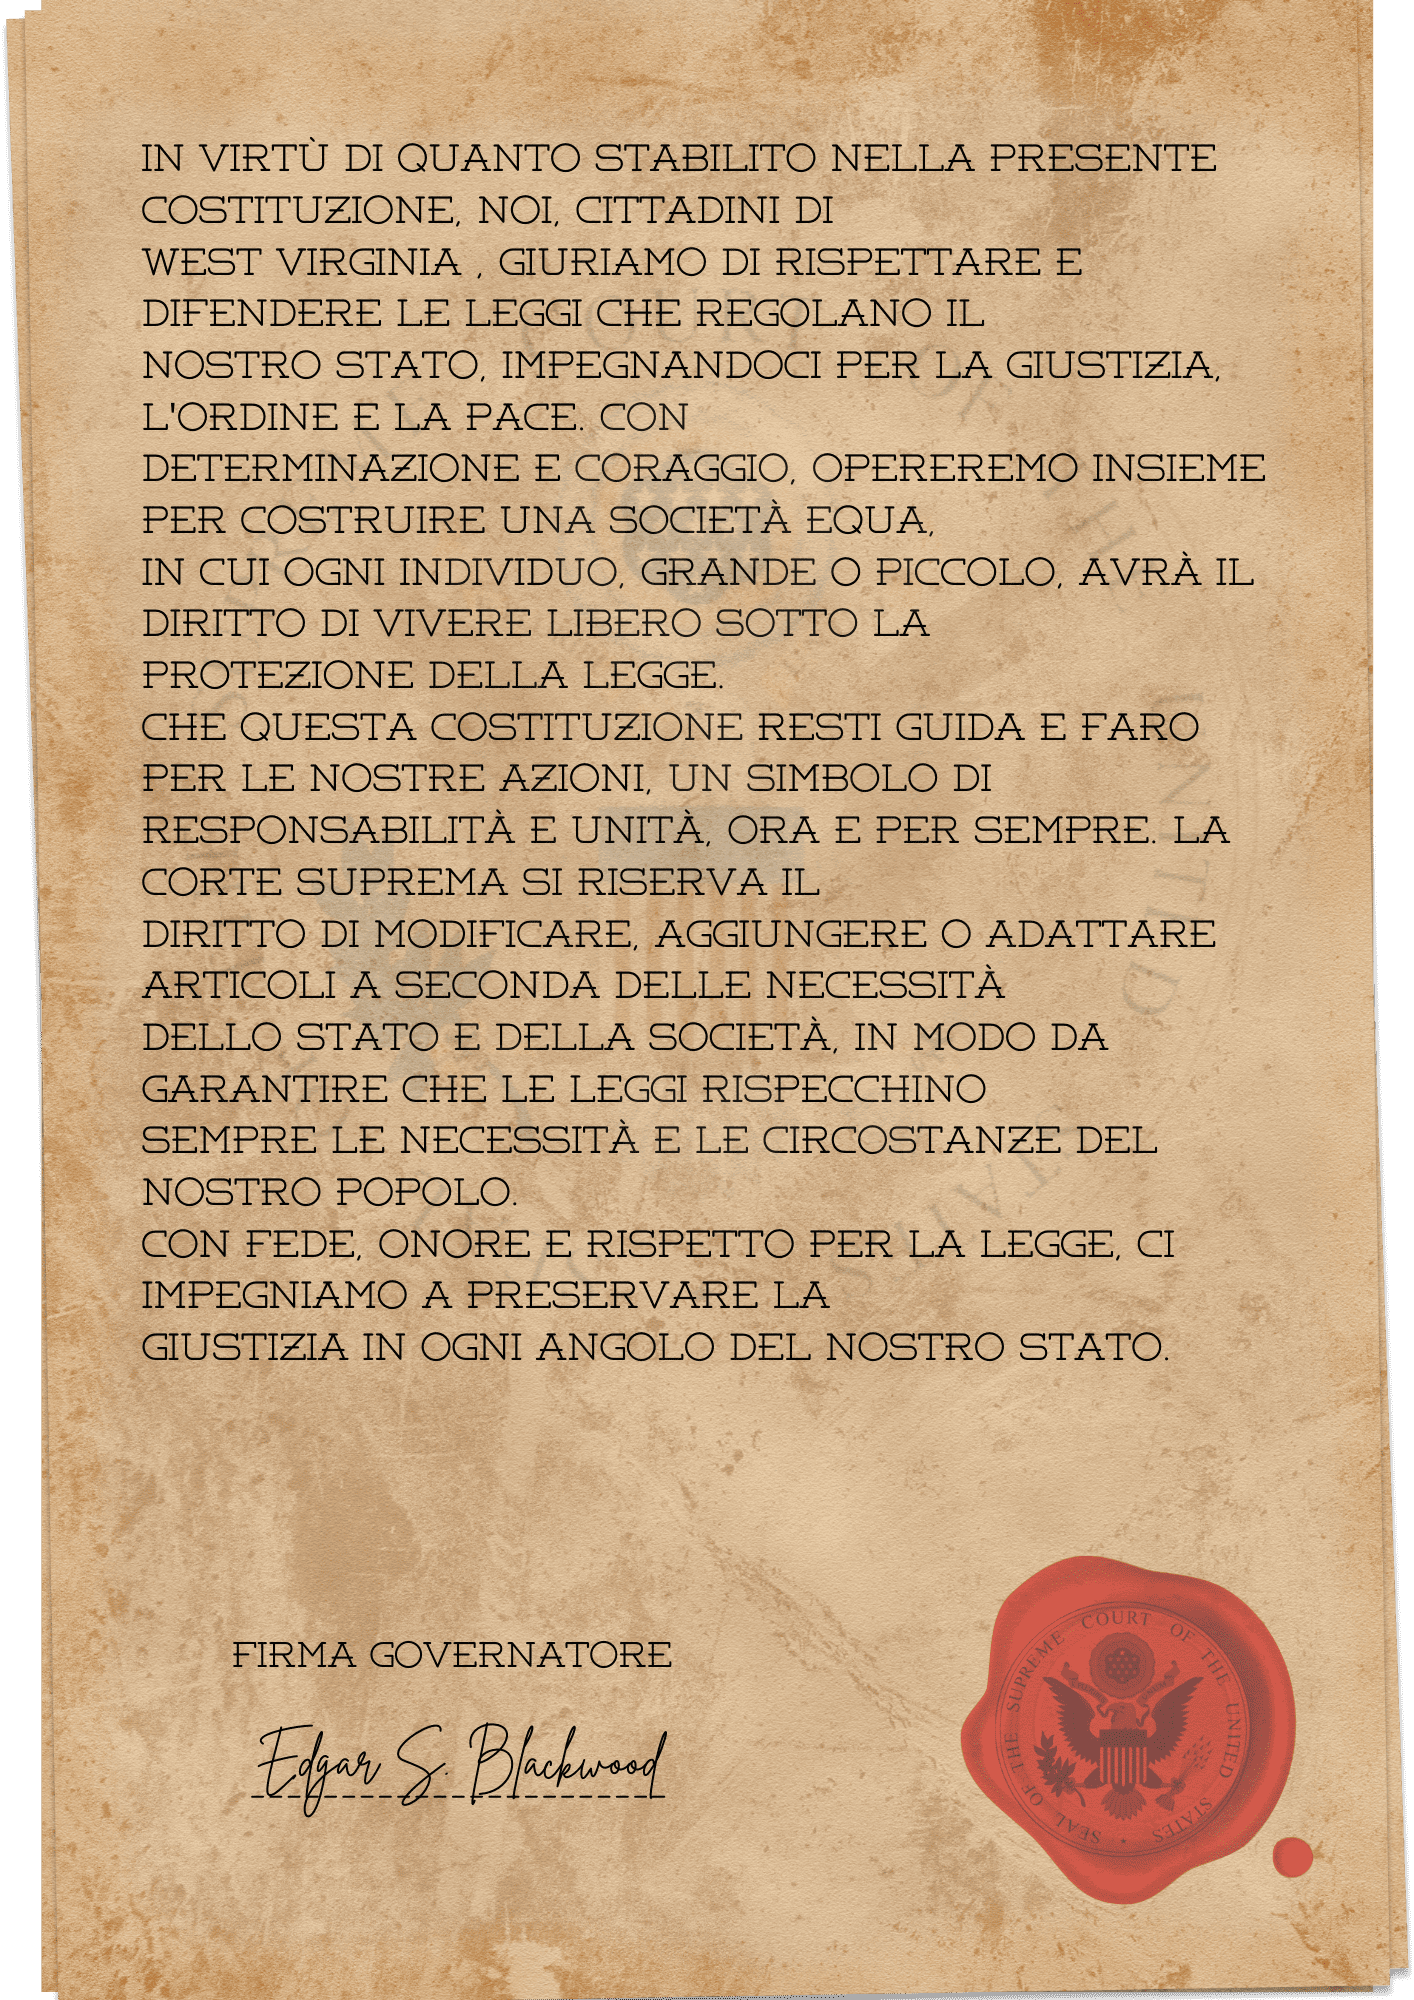 IN VIRTÙ DI QUANTO STABILITO NELLA PRESENTE
COSTITUZIONE, NOI, CITTADINI DI
WEST VIRGINIA , GIURIAMO DI RISPETTARE E
DIFENDERE LE LEGGI CHE REGOLANO IL
NOSTRO STATO, IMPEGNANDOCI PER LA GIUSTIZIA,
L'ORDINE E LA PACE. CON
DETERMINAZIONE E CORAGGIO, OPEREREMO INSIEME
PER COSTRUIRE UNA SOCIETÀ EQUA,
IN CUI OGNI INDIVIDUO, GRANDE O PICCOLO, AVRÀ IL
DIRITTO DI VIVERE LIBERO SOTTO LA
PROTEZIONE DELLA LEGGE.
CHE QUESTA COSTITUZIONE RESTI GUIDA E FARO
PER LE NOSTRE AZIONI, UN SIMBOLO DI
RESPONSABILITÀ E UNITÀ, ORA E PER SEMPRE. LA
CORTE SUPREMA SI RISERVA IL
DIRITTO DI MODIFICARE, AGGIUNGERE O ADATTARE
ARTICOLI A SECONDA DELLE NECESSITÀ
DELLO STATO E DELLA SOCIETÀ, IN MODO DA
GARANTIRE CHE LE LEGGI RISPECCHINO
SEMPRE LE NECESSITÀ E LE CIRCOSTANZE DEL
NOSTRO POPOLO.
CON FEDE, ONORE E RISPETTO PER LA LEGGE, CI
IMPEGNIAMO A PRESERVARE LA
GIUSTIZIA IN OGNI ANGOLO DEL NOSTRO STATO.
FIRMA GOVERNATORE
Edgar S. Blackwood
SEAL OF THE SUPREME COURT OF THE UNITED STATES